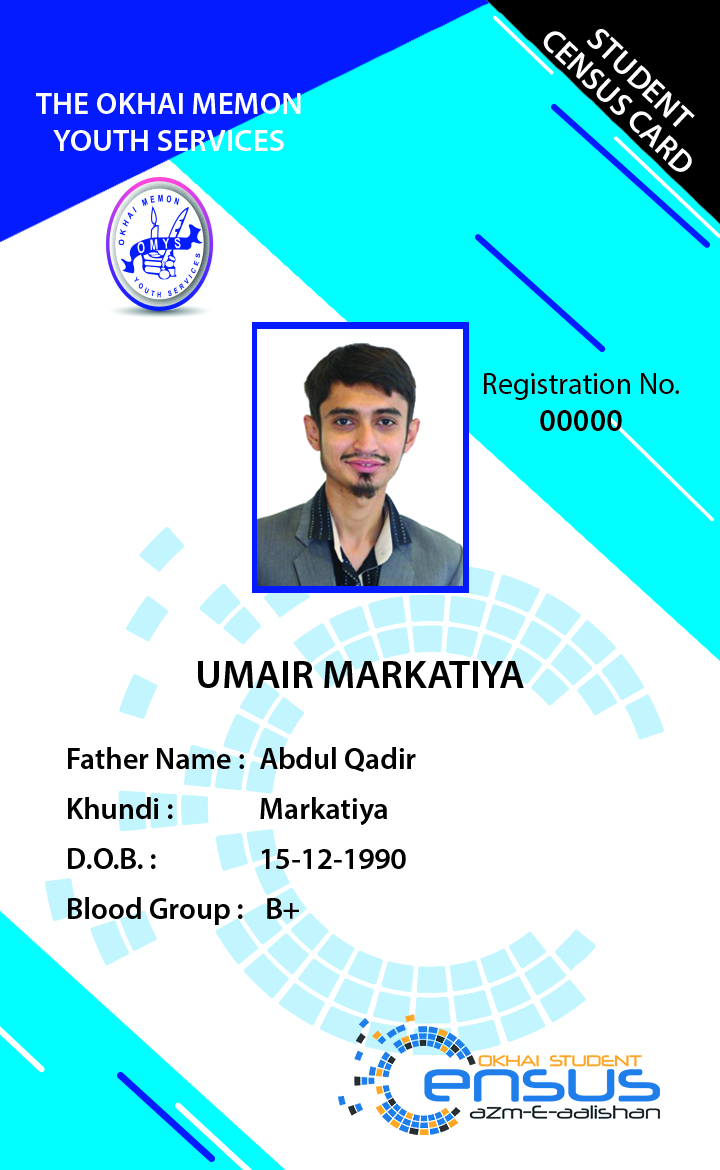 THE OKHAI MEMON
YOUTH SERVICES
STUDENT
CENSUS CARD
OKHAI MEMON
OMYS
YOUTH SERVICES
Registration No.
00000
UMAIR MARKATIYA
Father Name : Abdul Qadir
Khundi : Markatiya
D.O.B. : 15-12-1990
Blood Group : B+
OKHAI STUDENT
Census
azm-E-aalishan